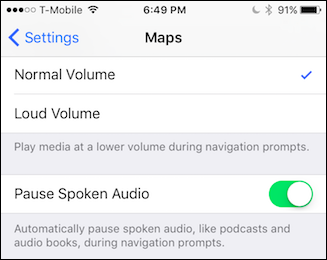 T-Mobile 6:49 PM 91%
Settings Maps
Normal Volume
Loud Volume
Play media at a lower volume during navigation prompts.
Pause Spoken Audio
Automatically pause spoken audio, like podcasts and
audio books, during navigation prompts.